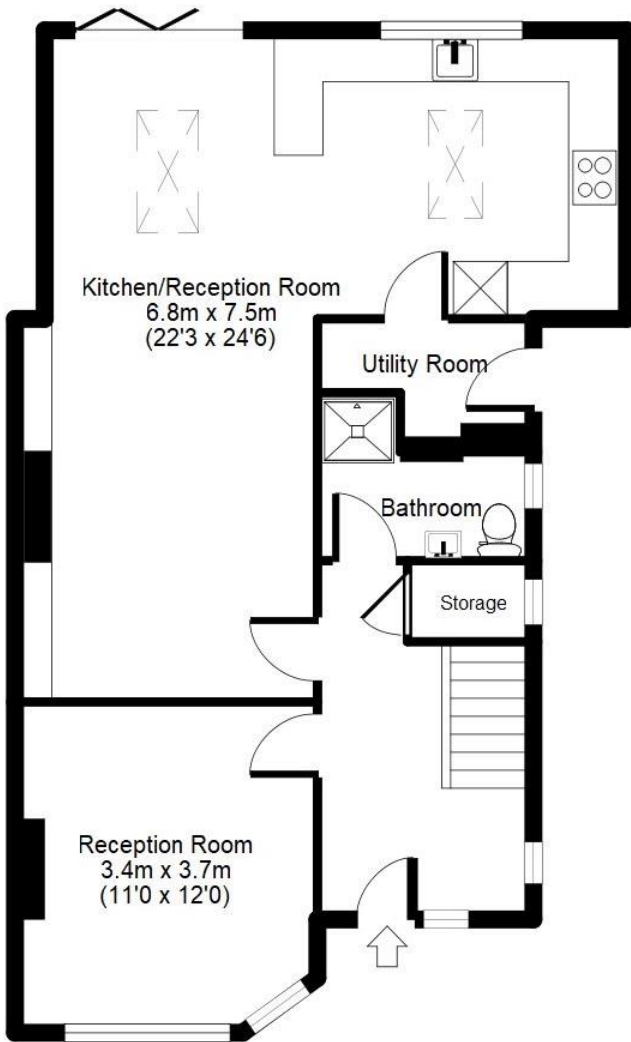 Kitchen/Reception Room
6.8m x 7.5m
(22'3 x 24'6)
Utility Room
Bathroom
Storage
Reception Room
3.4m x 3.7m
(11'0 x 12'0)